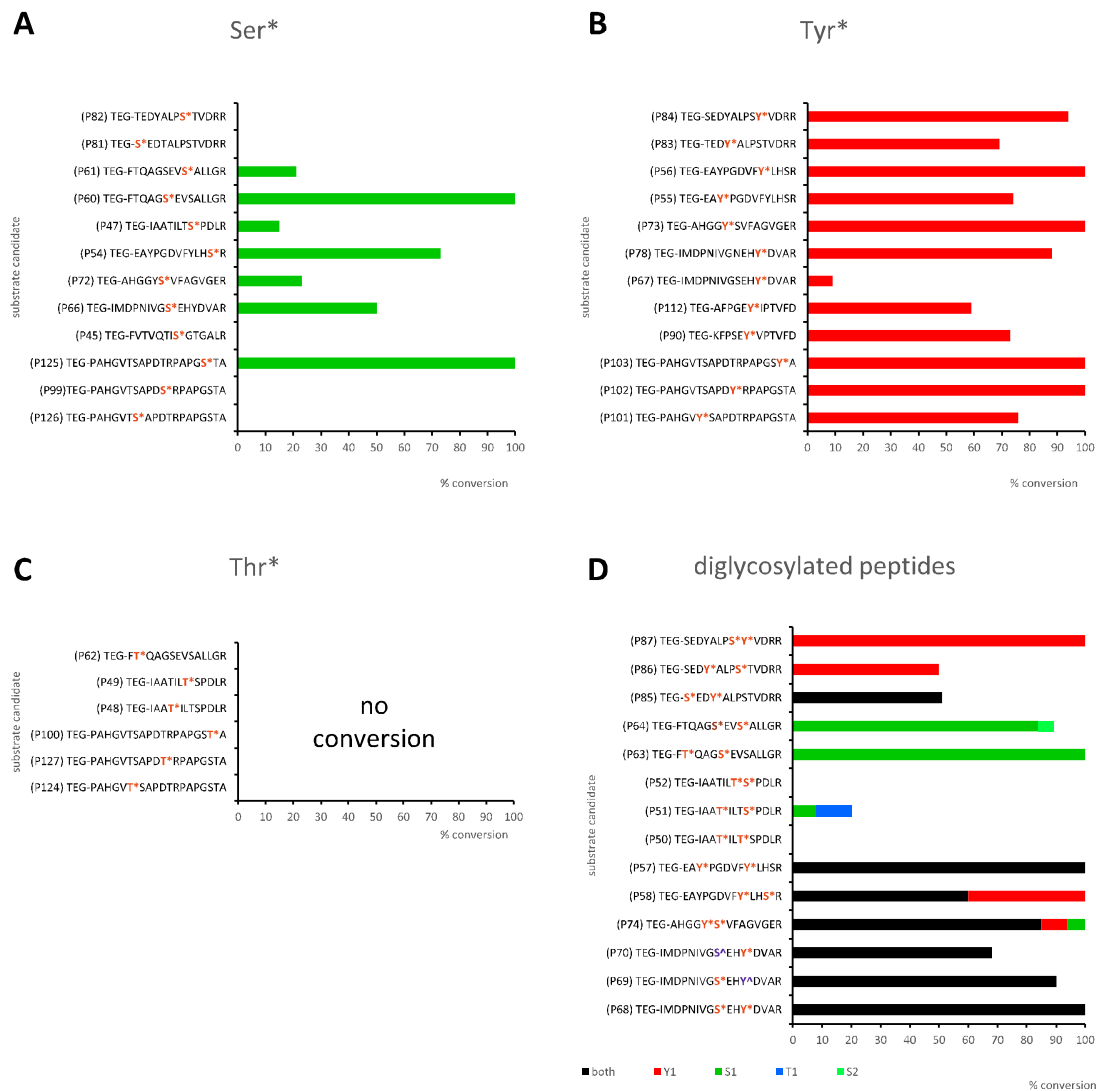 A
Ser*
substrate candidate
(P82) TEG-TEDYALPS*TVDRR
(P81) TEG-S*EDTALPSTVDRR
(P61) TEG-FTQAGSEVS*ALLGR
(P60) TEG-FTQAGS*EVSALLGR
(P47) TEG-IAATILTS*PDLR
(P54) TEG-EAYPGDVFYLHS*R
(P72) TEG-AHGGYS*VFAGVGER
(P66) TEG-IMDPNIVGS*EHYDVAR
(P45) TEG-FVTVQTIS*GTGALR
(P125) TEG-PAHGVTSAPDTRPAPGS*TA
(P99) TEG-PAHGVTSAPDS*RPAPGSTA
(P126) TEG-PAHGVTS*APDTRPAPGSTA
0 10 20 30 40 50 60 70 80 90 100
% conversion
B
Tyr*
substrate candidate
(P84) TEG-SEDYALPSY*VDRR
(P83) TEG-TEDY*ALPSTVDRR
(P56) TEG-EAYPGDVFY*LHSR
(P55) TEG-EAY*PGDVFYLHSR
(P73) TEG-AHGGY*SVFAGVGER
(P78) TEG-IMDPNIVGNEHY*DVAR
(P67) TEG-IMDPNIVGSEHY*DVAR
(P112) TEG-AFPGEY*IPTVFD
(P90) TEG-KFPSEY*VPTVFD
(P103) TEG-PAHGVTSAPDTRPAPGSY*A
(P102) TEG-PAHGVTSAPDY*RPAPGSTA
(P101) TEG-PAHGVY*SAPDTRPAPGSTA
0 10 20 30 40 50 60 70 80 90 100
% conversion
C
Thr*
substrate candidate
(P62) TEG-FT*QAGSEVSALLGR
(P49) TEG-IAATILT*SPDLR
(P48) TEG-IAAT*ILTSPDLR
(P100) TEG-PAHGVTSAPDTRPAPGST*A
(P127) TEG-PAHGVTSAPDT*RPAPGSTA
(P124) TEG-PAHGVT*SAPDTRPAPGSTA
no
conversion
0 10 20 30 40 50 60 70 80 90 100
% conversion
D
diglycosylated peptides
substrate candidate
(P87) TEG-SEDYALPS*Y*VDRR
(P86) TEG-SEDY*ALPS*TVDRR
(P85) TEG-S*EDY*ALPSTVDRR
(P64) TEG-FTQAGS*EVS*ALLGR
(P63) TEG-FT*QAGS*EVSALLGR
(P52) TEG-IAATILT*S*PDLR
(P51) TEG-IAAT*ILTS*PDLR
(P50) TEG-IAAT*ILT*SPDLR
(P57) TEG-EAY*PGDVFY*LHSR
(P58) TEG-EAYPGDVFY*LHS*R
(P74) TEG-AHGGY*S*VFAGVGER
(P70) TEG-IMDPNIVGS^EHY*DVAR
(P69) TEG-IMDPNIVGS*EHY^DVAR
(P68) TEG-IMDPNIVGS*EHY*DVAR
0 10 20 30 40 50 60 70 80 90 100
both Y1 S1 T1 S2
% conversion